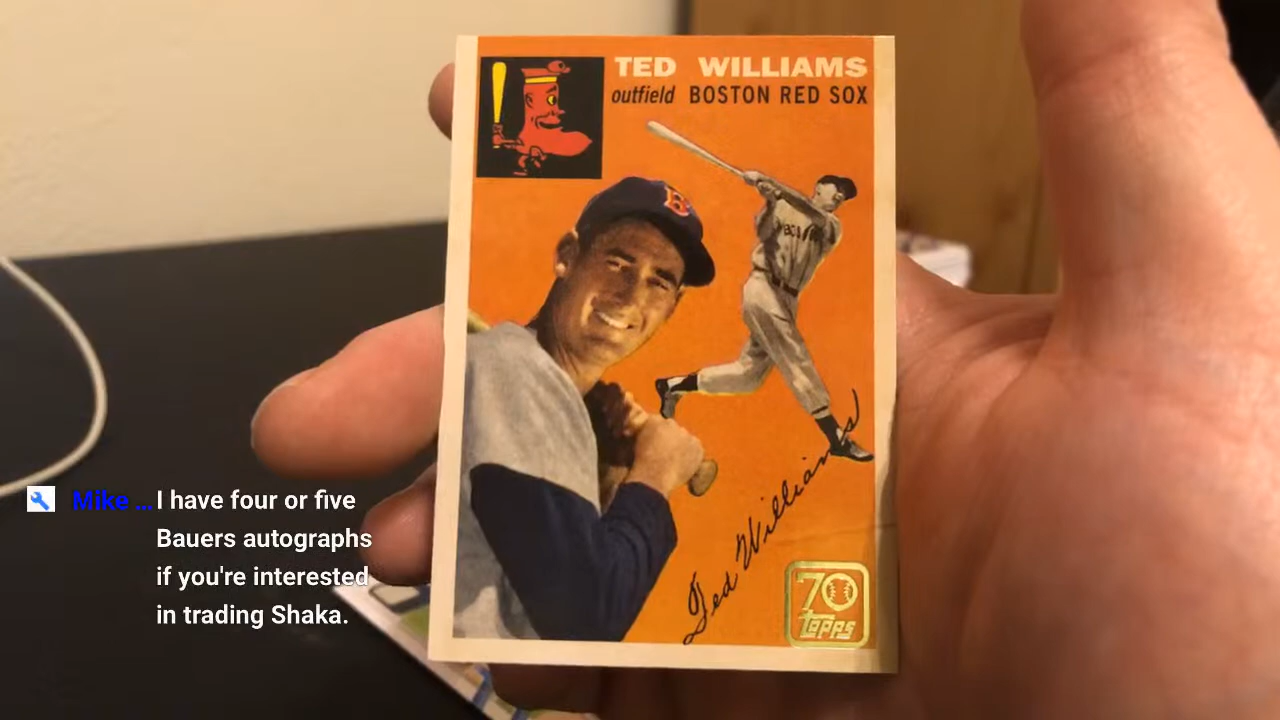 TED WILLIAMS
outfield BOSTON RED SOX
B
Ted Williams
70
Topps
Mike ... I have four or five
Bauers autographs
if you're interested
in trading Shaka.